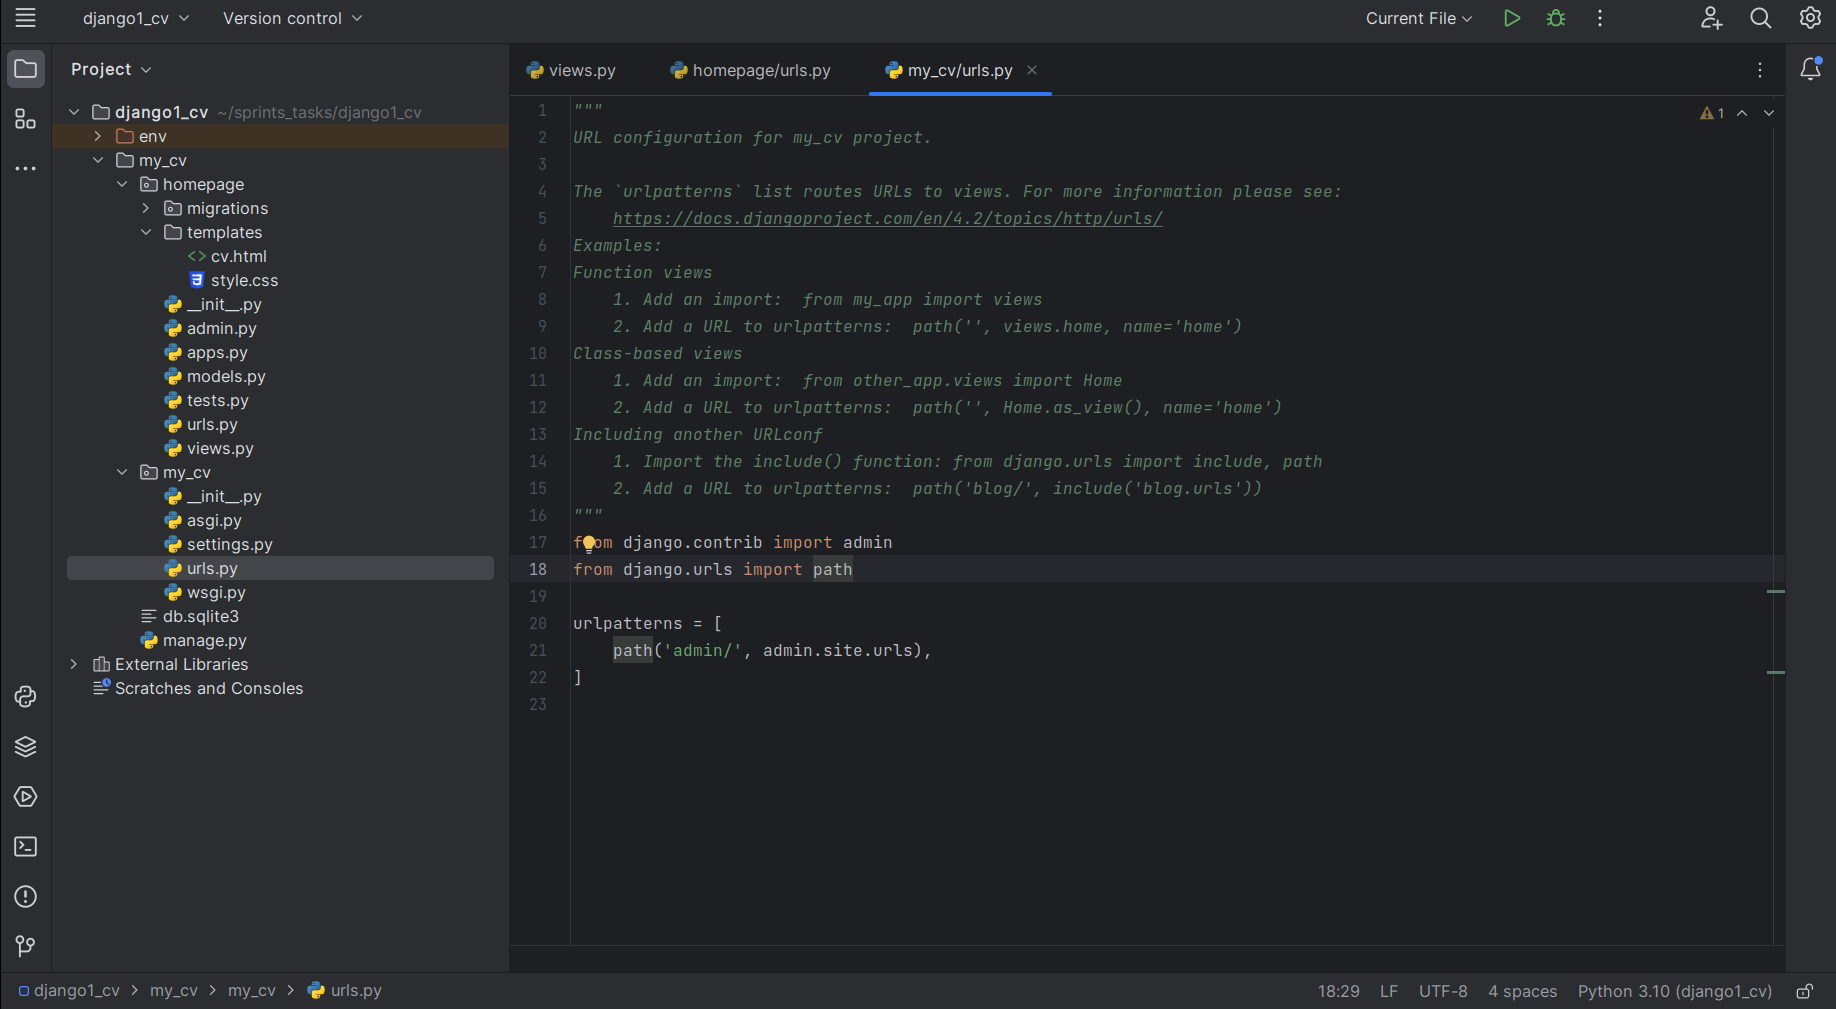 django1_cv
Version control
Current File
Project
django1_cv ~/sprints_tasks/django1_cv
env
my_cv
homepage
migrations
templates
<> cv.html
style.css
__init__.py
admin.py
apps.py
models.py
tests.py
urls.py
views.py
my_cv
__init__.py
asgi.py
settings.py
urls.py
wsgi.py
db.sqlite3
manage.py
External Libraries
Scratches and Consoles
views.py
homepage/urls.py
my_cv/urls.py
1
1 """
2 URL configuration for my_cv project.
3
4 The `urlpatterns` list routes URLs to views. For more information please see:
5     https://docs.djangoproject.com/en/4.2/topics/http/urls/
6 Examples:
7 Function views
8     1. Add an import:  from my_app import views
9     2. Add a URL to urlpatterns:  path('', views.home, name='home')
10 Class-based views
11     1. Add an import:  from other_app.views import Home
12     2. Add a URL to urlpatterns:  path('', Home.as_view(), name='home')
13 Including another URLconf
14     1. Import the include() function: from django.urls import include, path
15     2. Add a URL to urlpatterns:  path('blog/', include('blog.urls'))
16 """
17 from django.contrib import admin
18 from django.urls import path
19
20 urlpatterns = [
21     path('admin/', admin.site.urls),
22 ]
23
django1_cv > my_cv > my_cv > urls.py
18:29 LF UTF-8 4 spaces Python 3.10 (django1_cv)